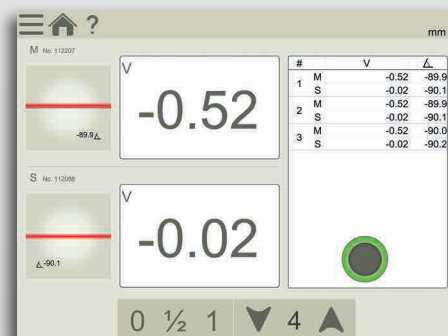 ?
mm
M No. 112207
-89.9
V
-0.52
S No. 112088
-90.1
V
-0.02
# V
1 M -0.52 -89.9
S -0.02 -90.1
2 M -0.52 -89.9
S -0.02 -90.1
3 M -0.52 -90.0
S -0.02 -90.2
0 ½ 1 4